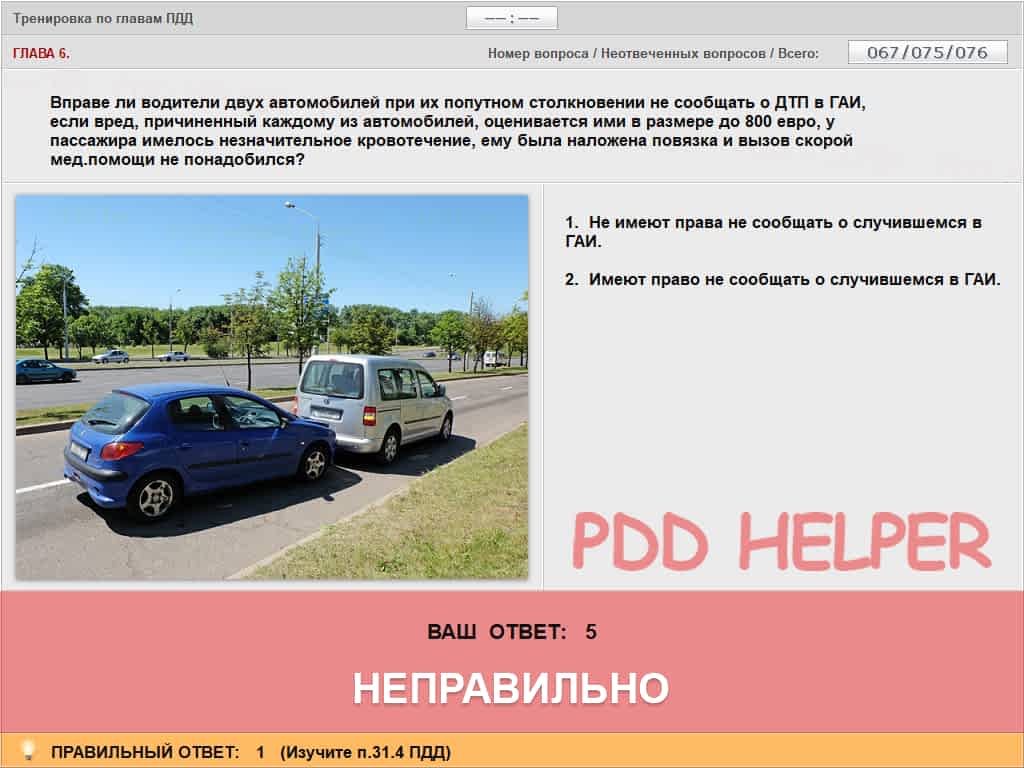 Тренировка по главам ПДД
–– : ––
ГЛАВА 6.
Номер вопроса / Неотвеченных вопросов / Всего:
067/075/076
Вправе ли водители двух автомобилей при их попутном столкновении не сообщать о ДТП в ГАИ,
если вред, причиненный каждому из автомобилей, оценивается ими в размере до 800 евро, у
пассажира имелось незначительное кровотечение, ему была наложена повязка и вызов скорой
мед.помощи не понадобился?
1. Не имеют права не сообщать о случившемся в
ГАИ.
2. Имеют право не сообщать о случившемся в ГАИ.
PDD HELPER
ВАШ ОТВЕТ: 5
НЕПРАВИЛЬНО
ПРАВИЛЬНЫЙ ОТВЕТ: 1 (Изучите п.31.4 ПДД)